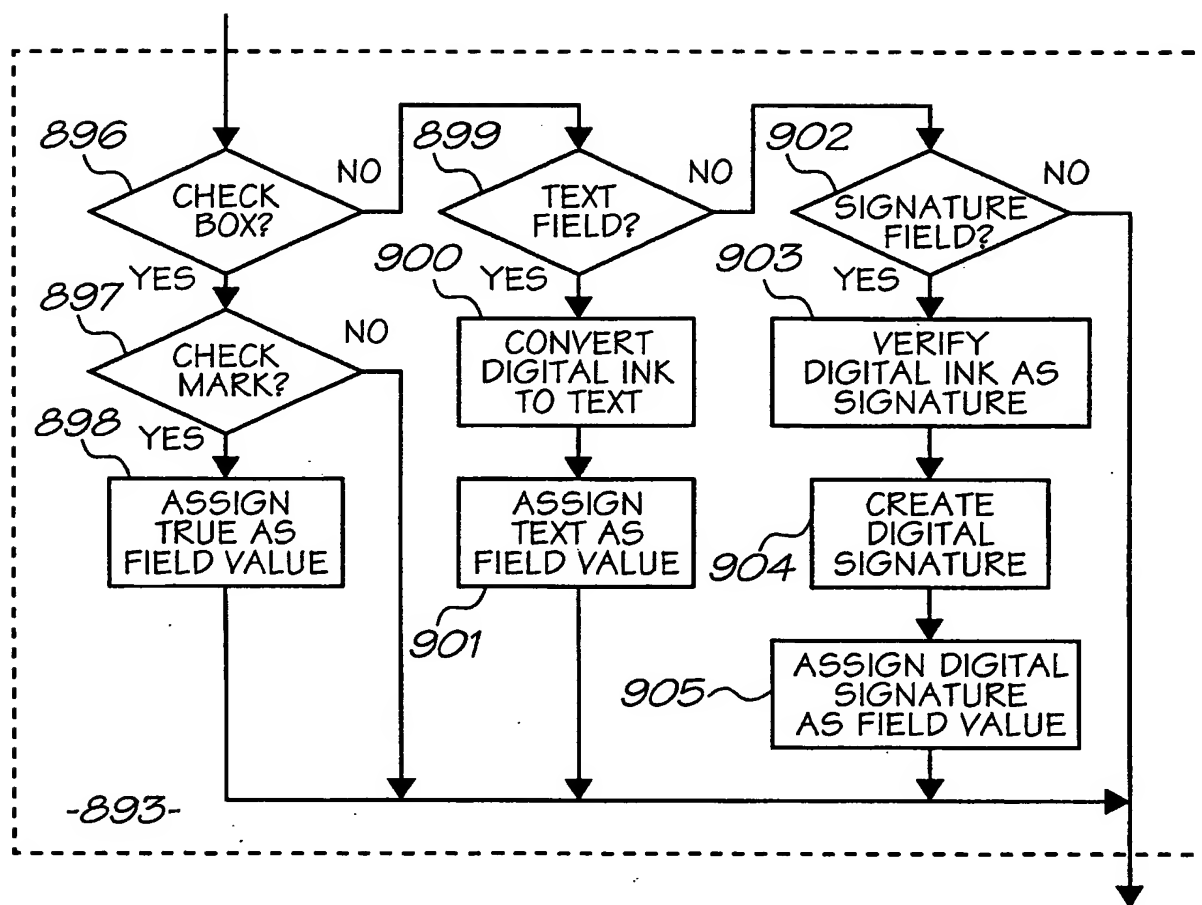 896
CHECK
BOX?
NO
YES
899
TEXT
FIELD?
NO
YES
902
SIGNATURE
FIELD?
NO
YES
897
CHECK
MARK?
NO
YES
900
CONVERT
DIGITAL INK
TO TEXT
903
VERIFY
DIGITAL INK AS
SIGNATURE
898
ASSIGN
TRUE AS
FIELD VALUE
ASSIGN
TEXT AS
FIELD VALUE
901
CREATE
DIGITAL
SIGNATURE
904
ASSIGN DIGITAL
SIGNATURE
AS FIELD VALUE
905
-893-